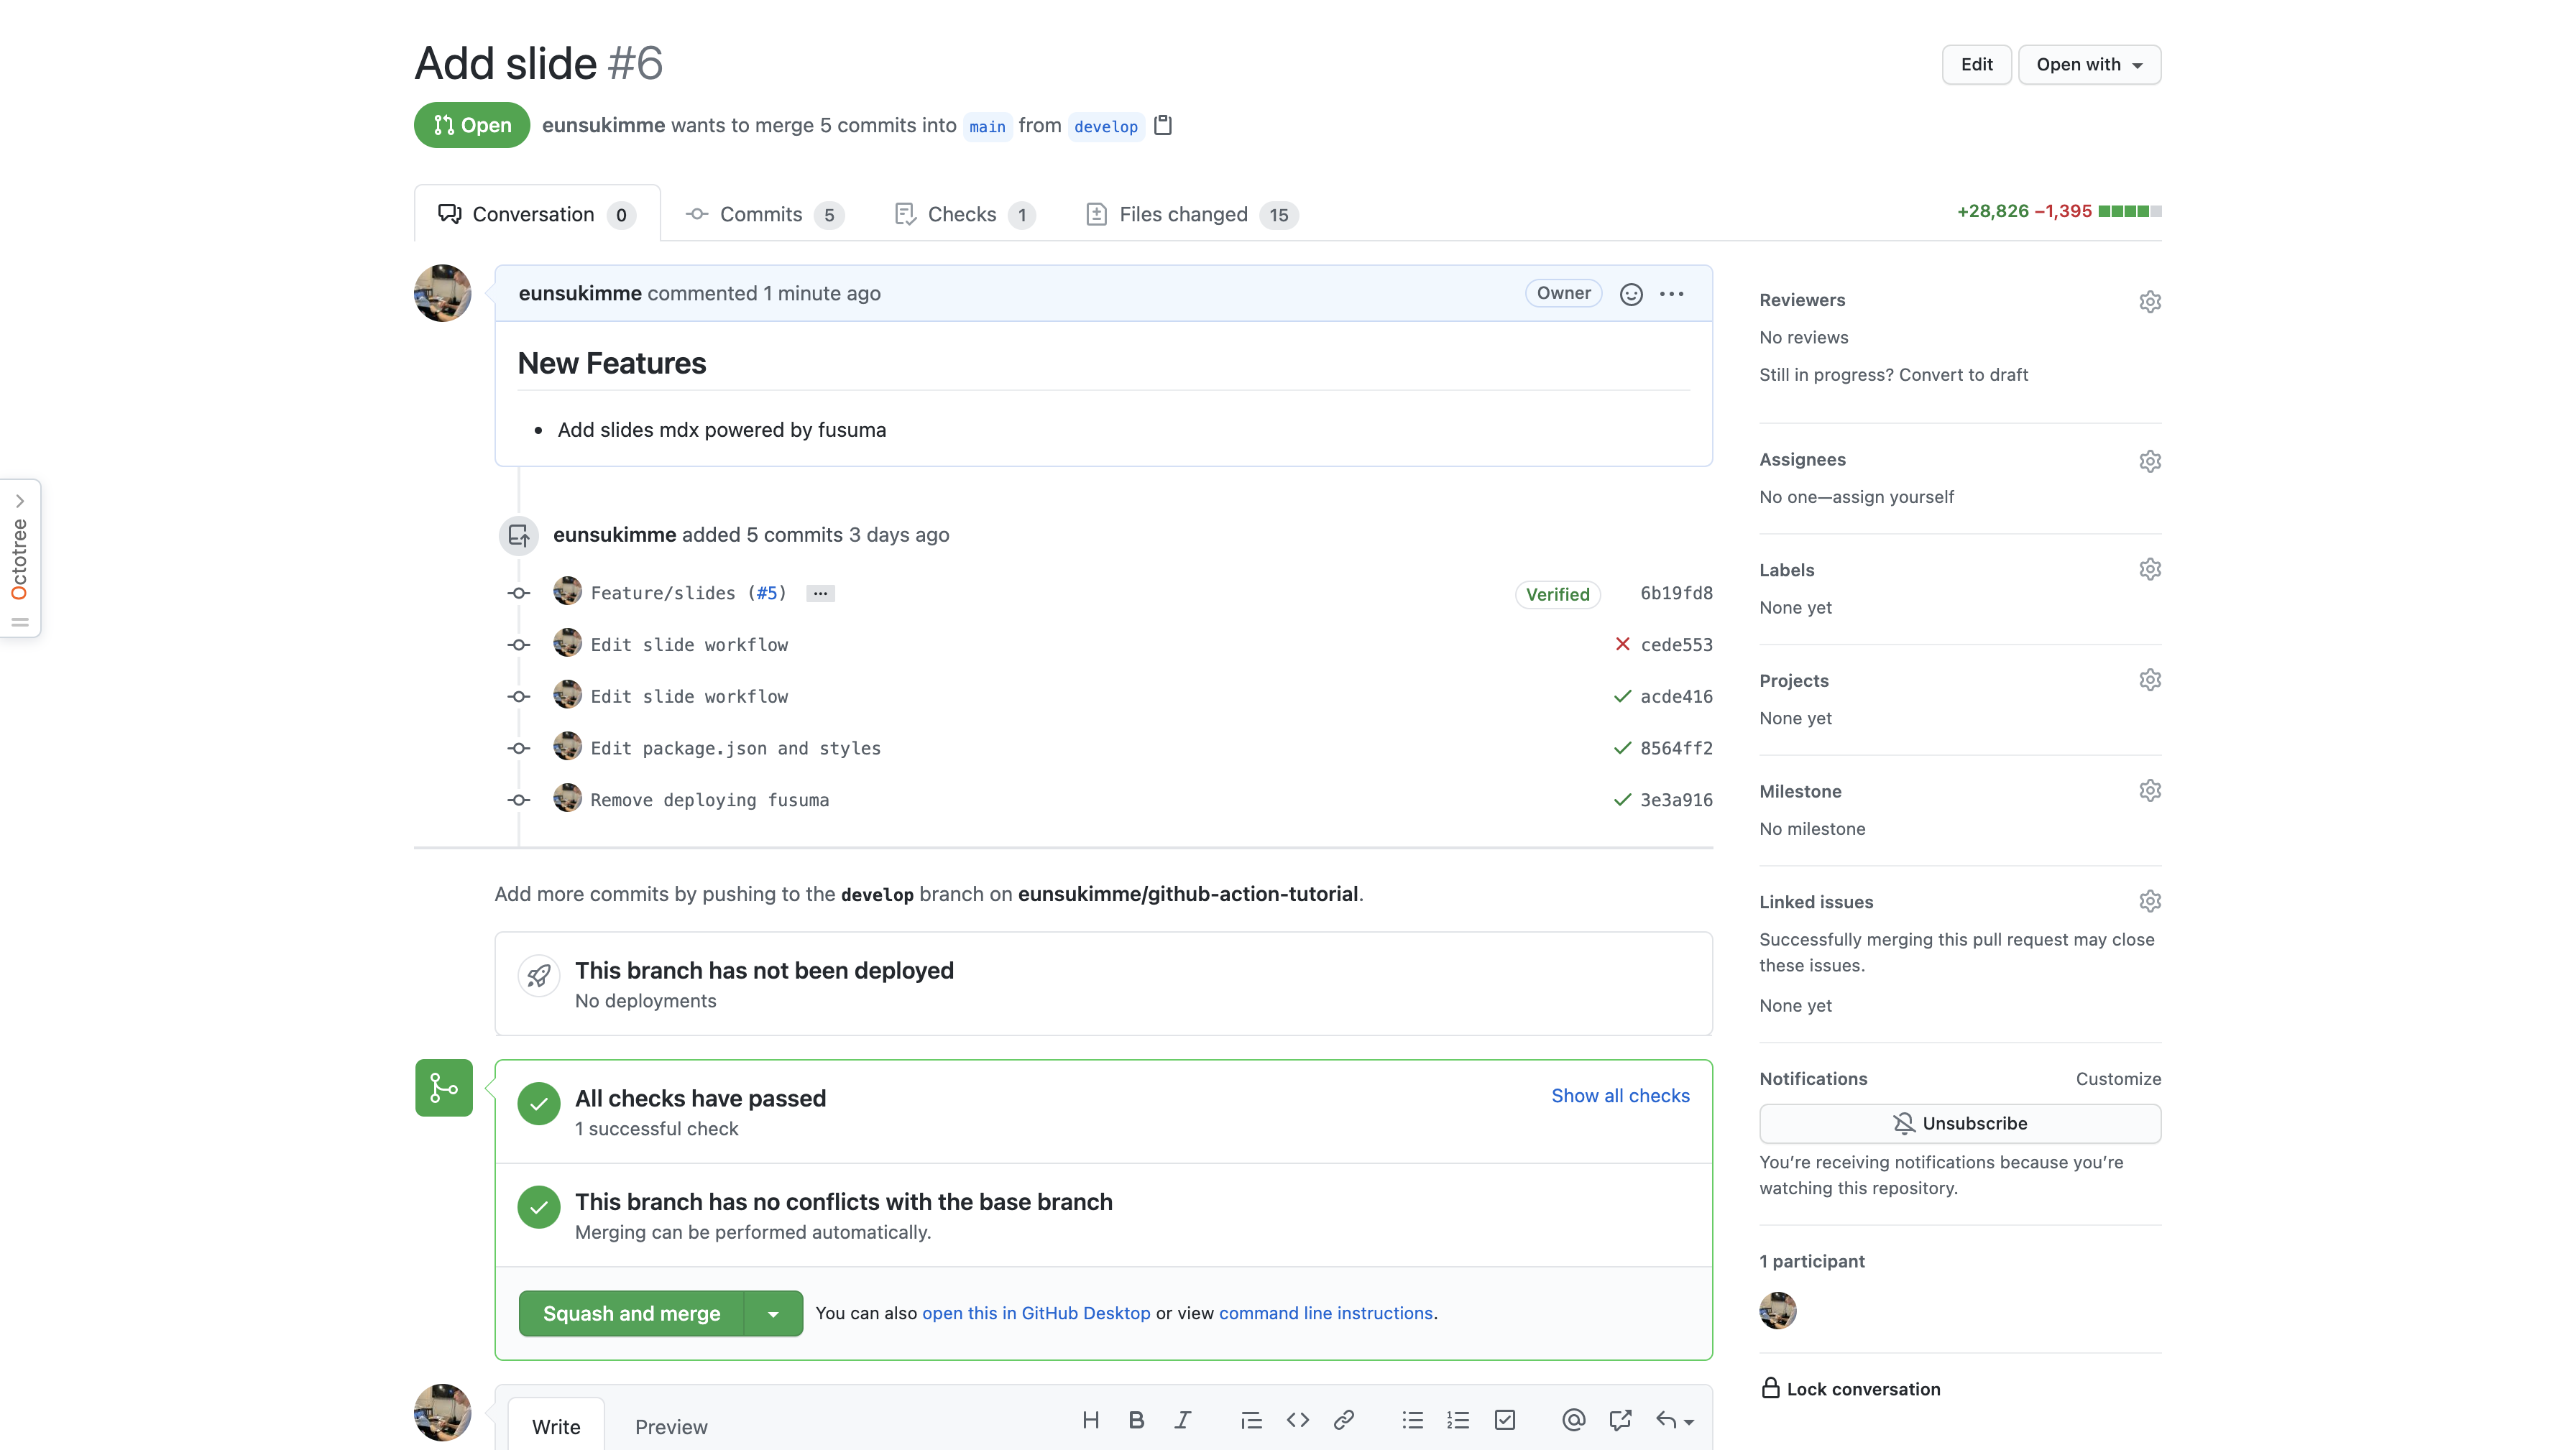 Add slide #6
Edit
Open with
Open
eunsukimme wants to merge 5 commits into main from develop
Conversation 0
Commits 5
Checks 1
Files changed 15
+28,826 −1,395
eunsukimme commented 1 minute ago
Owner
New Features
Add slides mdx powered by fusuma
eunsukimme added 5 commits 3 days ago
Feature/slides (#5) ...
Verified
6b19fd8
Edit slide workflow
cede553
Edit slide workflow
acde416
Edit package.json and styles
8564ff2
Remove deploying fusuma
3e3a916
Add more commits by pushing to the develop branch on eunsukimme/github-action-tutorial.
This branch has not been deployed
No deployments
All checks have passed
1 successful check
Show all checks
This branch has no conflicts with the base branch
Merging can be performed automatically.
Squash and merge
You can also open this in GitHub Desktop or view command line instructions.
Write
Preview
Reviewers
No reviews
Still in progress? Convert to draft
Assignees
No one—assign yourself
Labels
None yet
Projects
None yet
Milestone
No milestone
Linked issues
Successfully merging this pull request may close
these issues.
None yet
Notifications
Customize
Unsubscribe
You’re receiving notifications because you’re
watching this repository.
1 participant
Lock conversation
Octotree